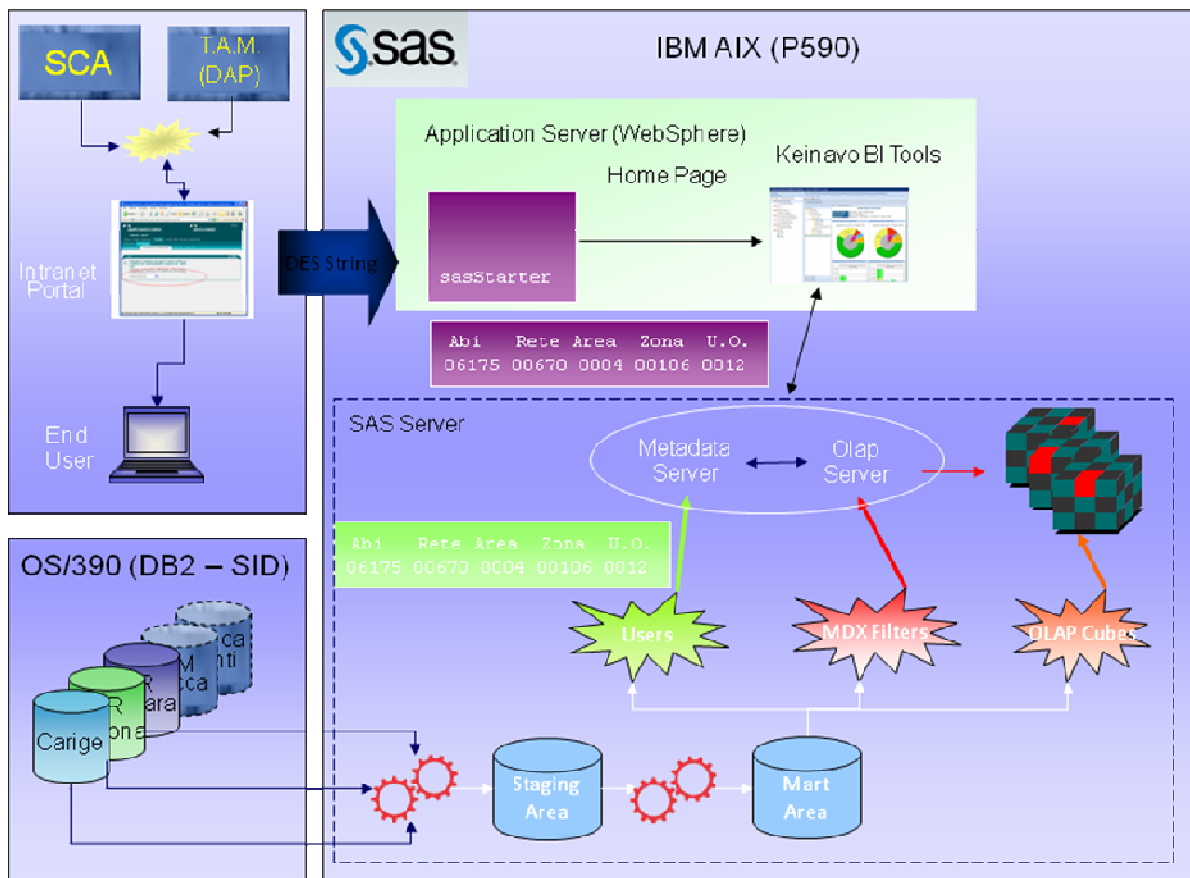 SCA
T.A.M.
(DAP)
Intranet
Portal
End
User
DES String
sas
IBM AIX (P590)
Application Server (WebSphere)
Home Page
Keinavo BI Tools
sasStarter
Abi Rete Area Zona U.O.
06175 00670 0004 00106 0012
SAS Server
Metadata
Server
Olap
Server
Abi Rete Area Zona U.O.
06175 00670 0004 00106 0012
Users
MDX Filters
OLAP Cubes
OS/390 (DB2 – SID)
Carige
Staging
Area
Mart
Area